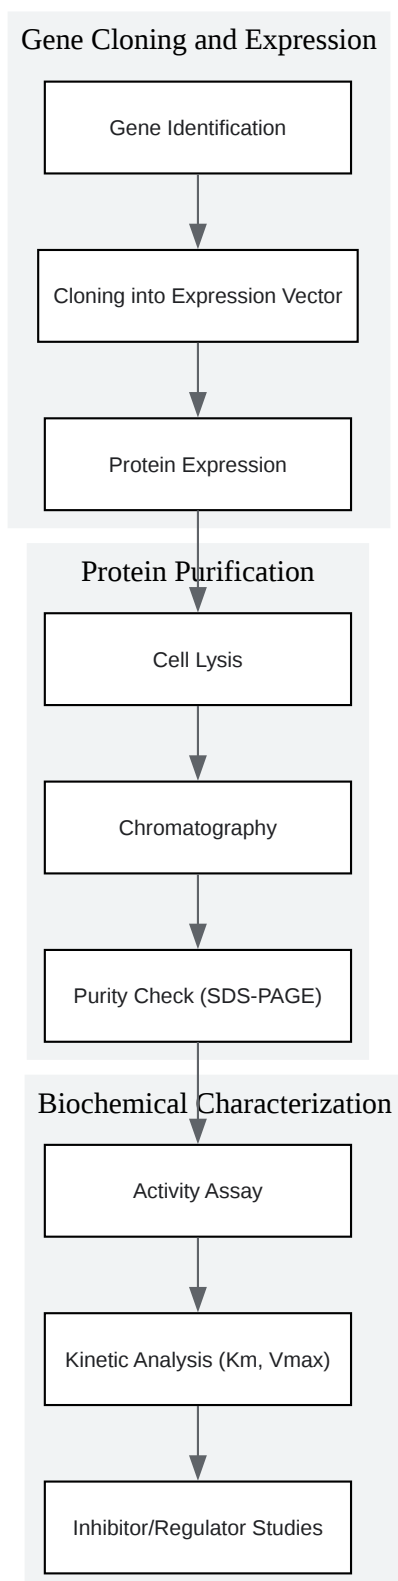 Gene Cloning and Expression
Gene Identification
Cloning into Expression Vector
Protein Expression
Protein Purification
Cell Lysis
Chromatography
Purity Check (SDS-PAGE)
Biochemical Characterization
Activity Assay
Kinetic Analysis (Km, Vmax)
Inhibitor/Regulator Studies